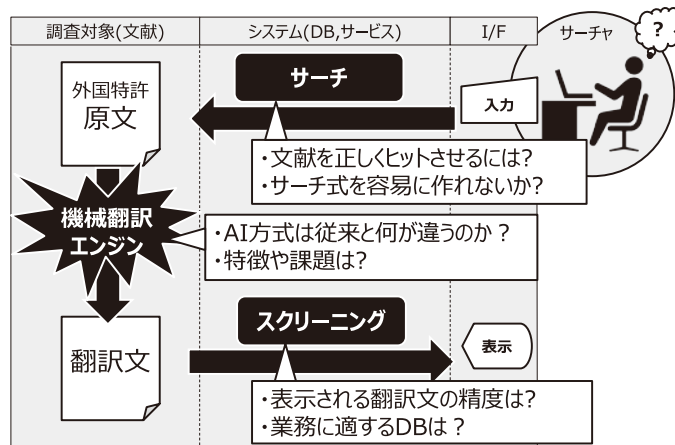 調査対象(文献)
システム(DB,サービス)
I/F
サーチャ
?
外国特許
原文
サーチ
入力
・文献を正しくヒットさせるには?
・サーチ式を容易に作れないか?
機械翻訳
エンジン
・AI方式は従来と何が違うのか？
・特徴や課題は?
翻訳文
スクリーニング
表示
・表示される翻訳文の精度は?
・業務に適するDBは？